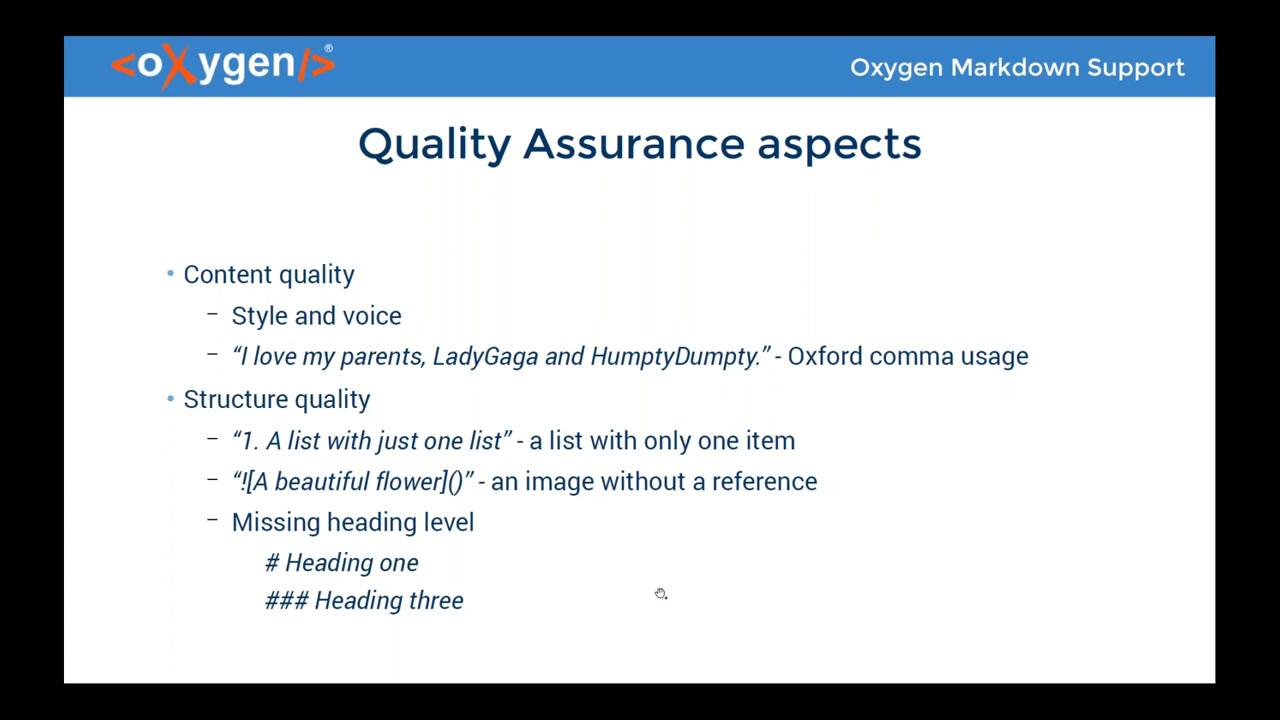 <oXygen/>®
Oxygen Markdown Support
Quality Assurance aspects
• Content quality
– Style and voice
– “I love my parents, LadyGaga and HumptyDumpty.” - Oxford comma usage
• Structure quality
– “1. A list with just one list” - a list with only one item
– “![A beautiful flower]()” - an image without a reference
– Missing heading level
# Heading one
### Heading three